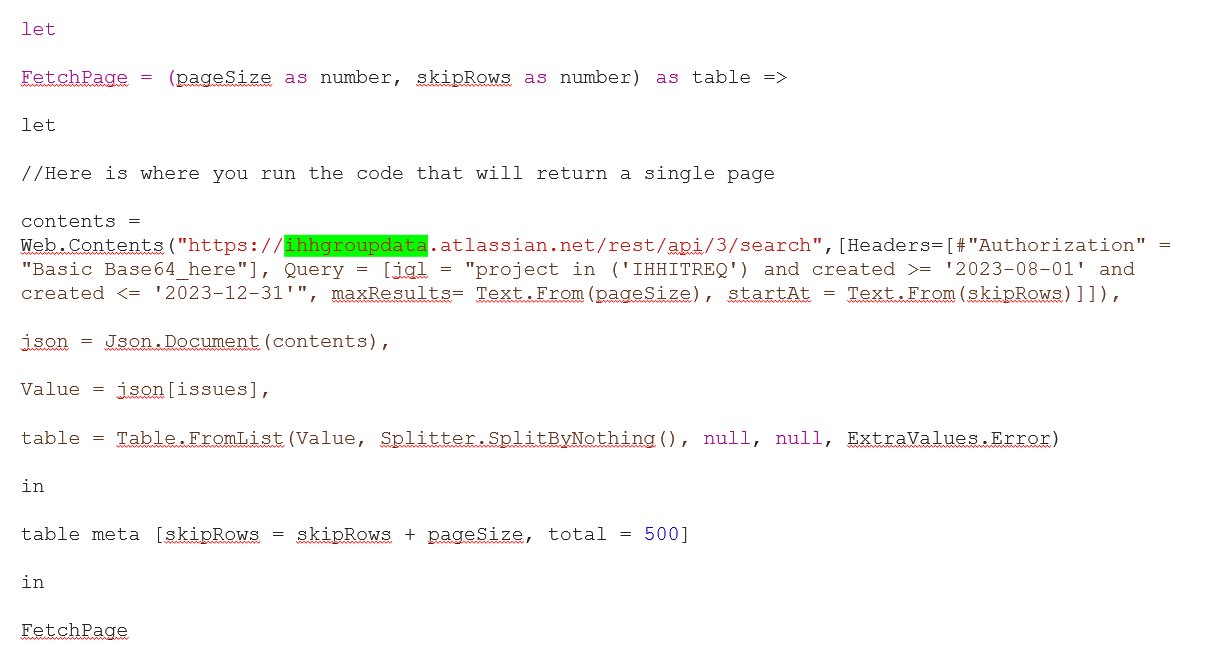 let
FetchPage = (pageSize as number, skipRows as number) as table =>
let
//Here is where you run the code that will return a single page
contents =
Web.Contents("https://ihhgroupdata.atlassian.net/rest/api/3/search",[Headers=[#"Authorization" =
"Basic Base64_here"], Query = [jql = "project in ('IHHITREQ') and created >= '2023-08-01' and
created <= '2023-12-31'", maxResults= Text.From(pageSize), startAt = Text.From(skipRows)]]),
json = Json.Document(contents),
Value = json[issues],
table = Table.FromList(Value, Splitter.SplitByNothing(), null, null, ExtraValues.Error)
in
table meta [skipRows = skipRows + pageSize, total = 500]
in
FetchPage